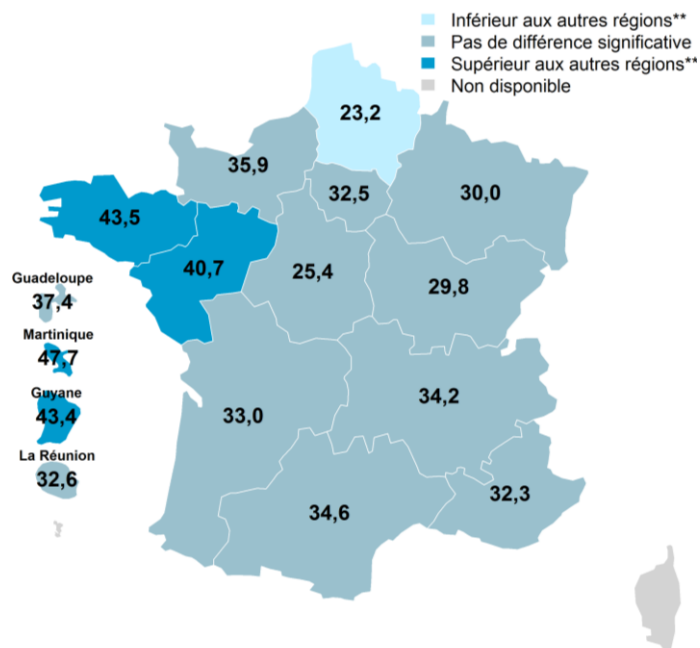 Inférieur aux autres régions**
Pas de différence significative
Supérieur aux autres régions**
Non disponible
23,2
35,9
32,5
30,0
43,5
40,7
25,4
29,8
Guadeloupe
37,4
Martinique
47,7
Guyane
43,4
La Réunion
32,6
33,0
34,2
34,6
32,3